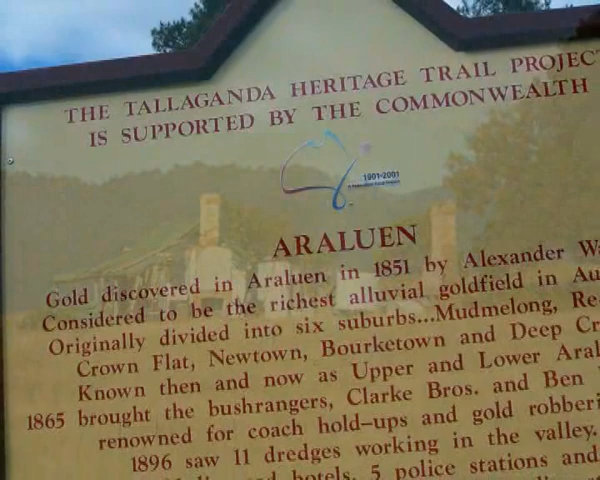 THE TALLAGANDA HERITAGE TRAIL PROJECT
IS SUPPORTED BY THE COMMONWEALTH
1901-2001
ARALUEN
Gold discovered in Araluen in 1851 by Alexander
Considered to be the richest alluvial goldfield in
Originally divided into six suburbs...Mudmelong,
Crown Flat, Newtown, Bourketown and Deep
Known then and now as Upper and Lower
1865 brought the bushrangers, Clarke Bros. and Ben
renowned for coach hold-ups and gold
1896 saw 11 dredges working in the valley.
hotels, 5 police stations and